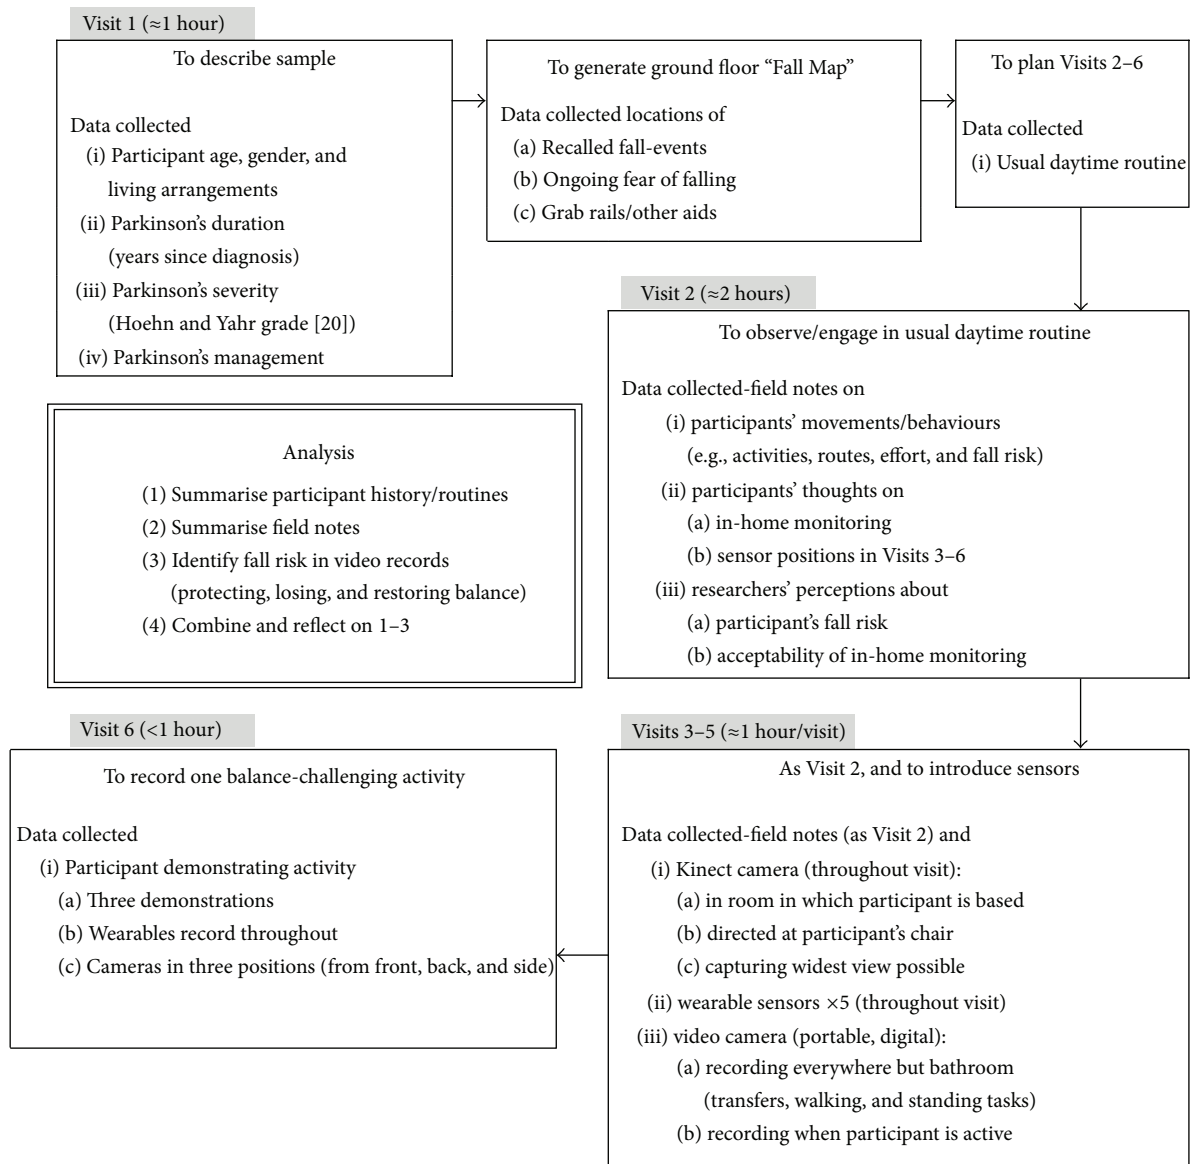 Visit 1 (≈1 hour)
To describe sample
Data collected
(i) Participant age, gender, and
living arrangements
(ii) Parkinson's duration
(years since diagnosis)
(iii) Parkinson's severity
(Hoehn and Yahr grade [20])
(iv) Parkinson's management
To generate ground floor “Fall Map”
Data collected locations of
(a) Recalled fall-events
(b) Ongoing fear of falling
(c) Grab rails/other aids
To plan Visits 2–6
Data collected
(i) Usual daytime routine
Visit 2 (≈2 hours)
To observe/engage in usual daytime routine
Data collected-field notes on
(i) participants' movements/behaviours
(e.g., activities, routes, effort, and fall risk)
(ii) participants' thoughts on
(a) in-home monitoring
(b) sensor positions in Visits 3–6
(iii) researchers' perceptions about
(a) participant's fall risk
(b) acceptability of in-home monitoring
Analysis
(1) Summarise participant history/routines
(2) Summarise field notes
(3) Identify fall risk in video records
(protecting, losing, and restoring balance)
(4) Combine and reflect on 1–3
Visits 3–5 (≈1 hour/visit)
As Visit 2, and to introduce sensors
Data collected-field notes (as Visit 2) and
(i) Kinect camera (throughout visit):
(a) in room in which participant is based
(b) directed at participant's chair
(c) capturing widest view possible
(ii) wearable sensors ×5 (throughout visit)
(iii) video camera (portable, digital):
(a) recording everywhere but bathroom
(transfers, walking, and standing tasks)
(b) recording when participant is active
Visit 6 (<1 hour)
To record one balance-challenging activity
Data collected
(i) Participant demonstrating activity
(a) Three demonstrations
(b) Wearables record throughout
(c) Cameras in three positions (from front, back, and side)